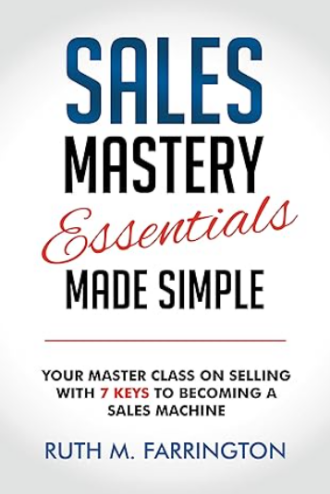 SALES
MASTERY
Essentials
MADE SIMPLE
YOUR MASTER CLASS ON SELLING
WITH 7 KEYS TO BECOMING A
SALES MACHINE
RUTH M. FARRINGTON